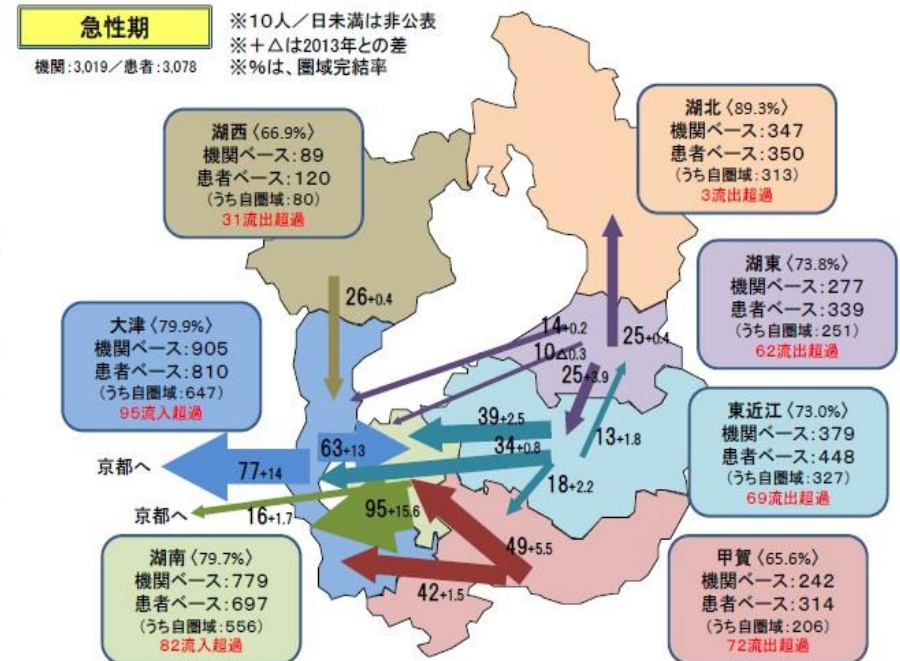 急性期
機関:3,019/患者:3,078
※10人/日未満は非公表
※+△は2013年との差
※%は、圏域完結率
湖西〈66.9%〉
機関ベース:89
患者ベース:120
(うち自圏域:80)
31流出超過
湖北〈89.3%〉
機関ベース:347
患者ベース:350
(うち自圏域:313)
3流出超過
湖東〈73.8%〉
機関ベース:277
患者ベース:339
(うち自圏域:251)
62流出超過
大津〈79.9%〉
機関ベース:905
患者ベース:810
(うち自圏域:647)
95流入超過
東近江〈73.0%〉
機関ベース:379
患者ベース:448
(うち自圏域:327)
69流出超過
湖南〈79.7%〉
機関ベース:779
患者ベース:697
(うち自圏域:556)
82流入超過
甲賀〈65.6%〉
機関ベース:242
患者ベース:314
(うち自圏域:206)
72流出超過
26+0.4
14+0.2
10△0.3
25+0.4
25+3.9
39+2.5
34+0.8
13+1.8
18+2.2
63+13
77+14
京都へ
京都へ
16+1.7
95+15.6
49+5.5
42+1.5